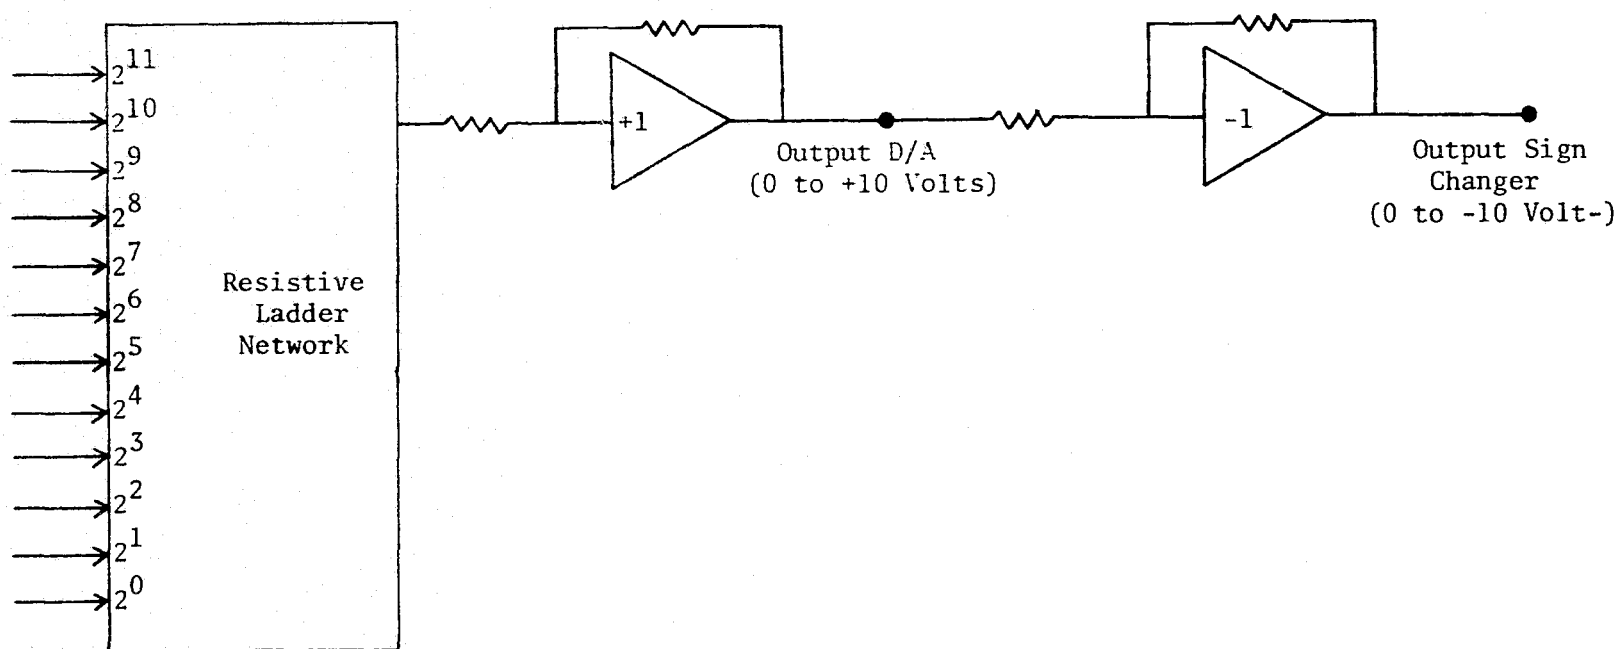 2^11
2^10
2^9
2^8
2^7
2^6
2^5
2^4
2^3
2^2
2^1
2^0
Resistive
Ladder
Network
+1
Output D/A
(0 to +10 Volts)
-1
Output Sign
Changer
(0 to -10 Volt-)